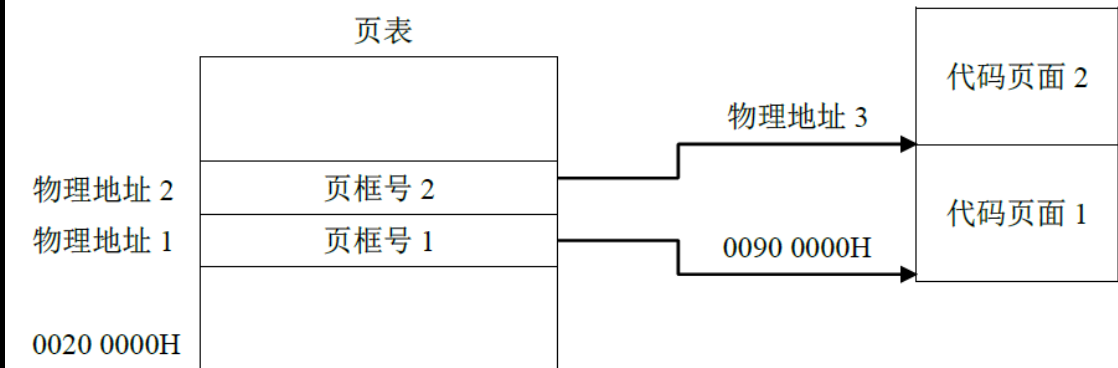 页表
代码页面 2
物理地址 3
物理地址 2
页框号 2
物理地址 1
页框号 1
代码页面 1
0090 0000H
0020 0000H